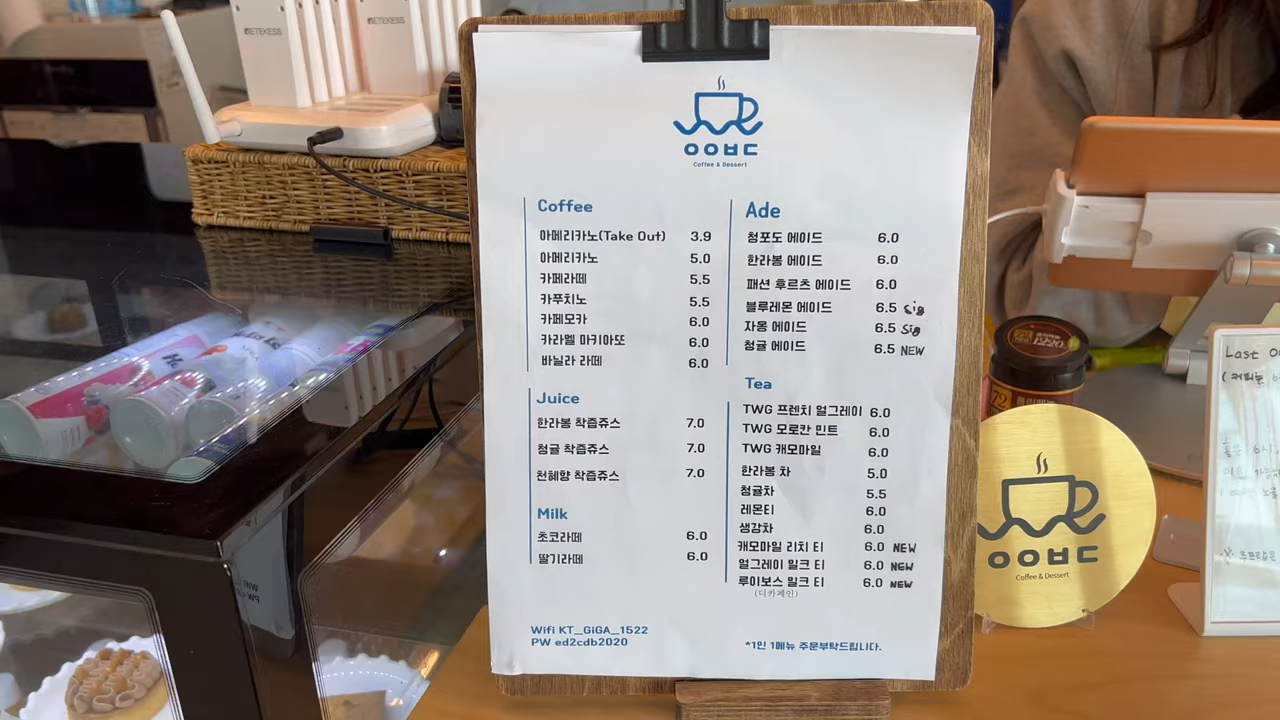 ETEKESS
ETEKESS
ㅇㅇㅂㄷ
Coffee & Dessert
Coffee
아메리카노(Take Out) 3.9
아메리카노 5.0
카페라떼 5.5
카푸치노 5.5
카페모카 6.0
카라멜 마키아또 6.0
바닐라 라떼 6.0
Juice
한라봉 착즙쥬스 7.0
청귤 착즙쥬스 7.0
천혜향 착즙쥬스 7.0
Milk
초코라떼 6.0
딸기라떼 6.0
Wifi KT_GiGA_1522
PW ed2cdb2020
Ade
청포도 에이드 6.0
한라봉 에이드 6.0
패션 후르츠 에이드 6.0
블루레몬 에이드 6.5 sig
자몽 에이드 6.5 sig
청귤 에이드 6.5 NEW
Tea
TWG 프렌치 얼그레이 6.0
TWG 모로칸 민트 6.0
TWG 캐모마일 6.0
한라봉 차 5.0
청귤차 5.5
레몬티 6.0
생강차 6.0
캐모마일 리치 티 6.0 NEW
얼그레이 밀크 티 6.0 NEW
루이보스 밀크 티 6.0 NEW
(디카페인)
*1인 1메뉴 주문부탁드립니다.
72
ㅇㅇㅂㄷ
Coffee & Dessert
Last